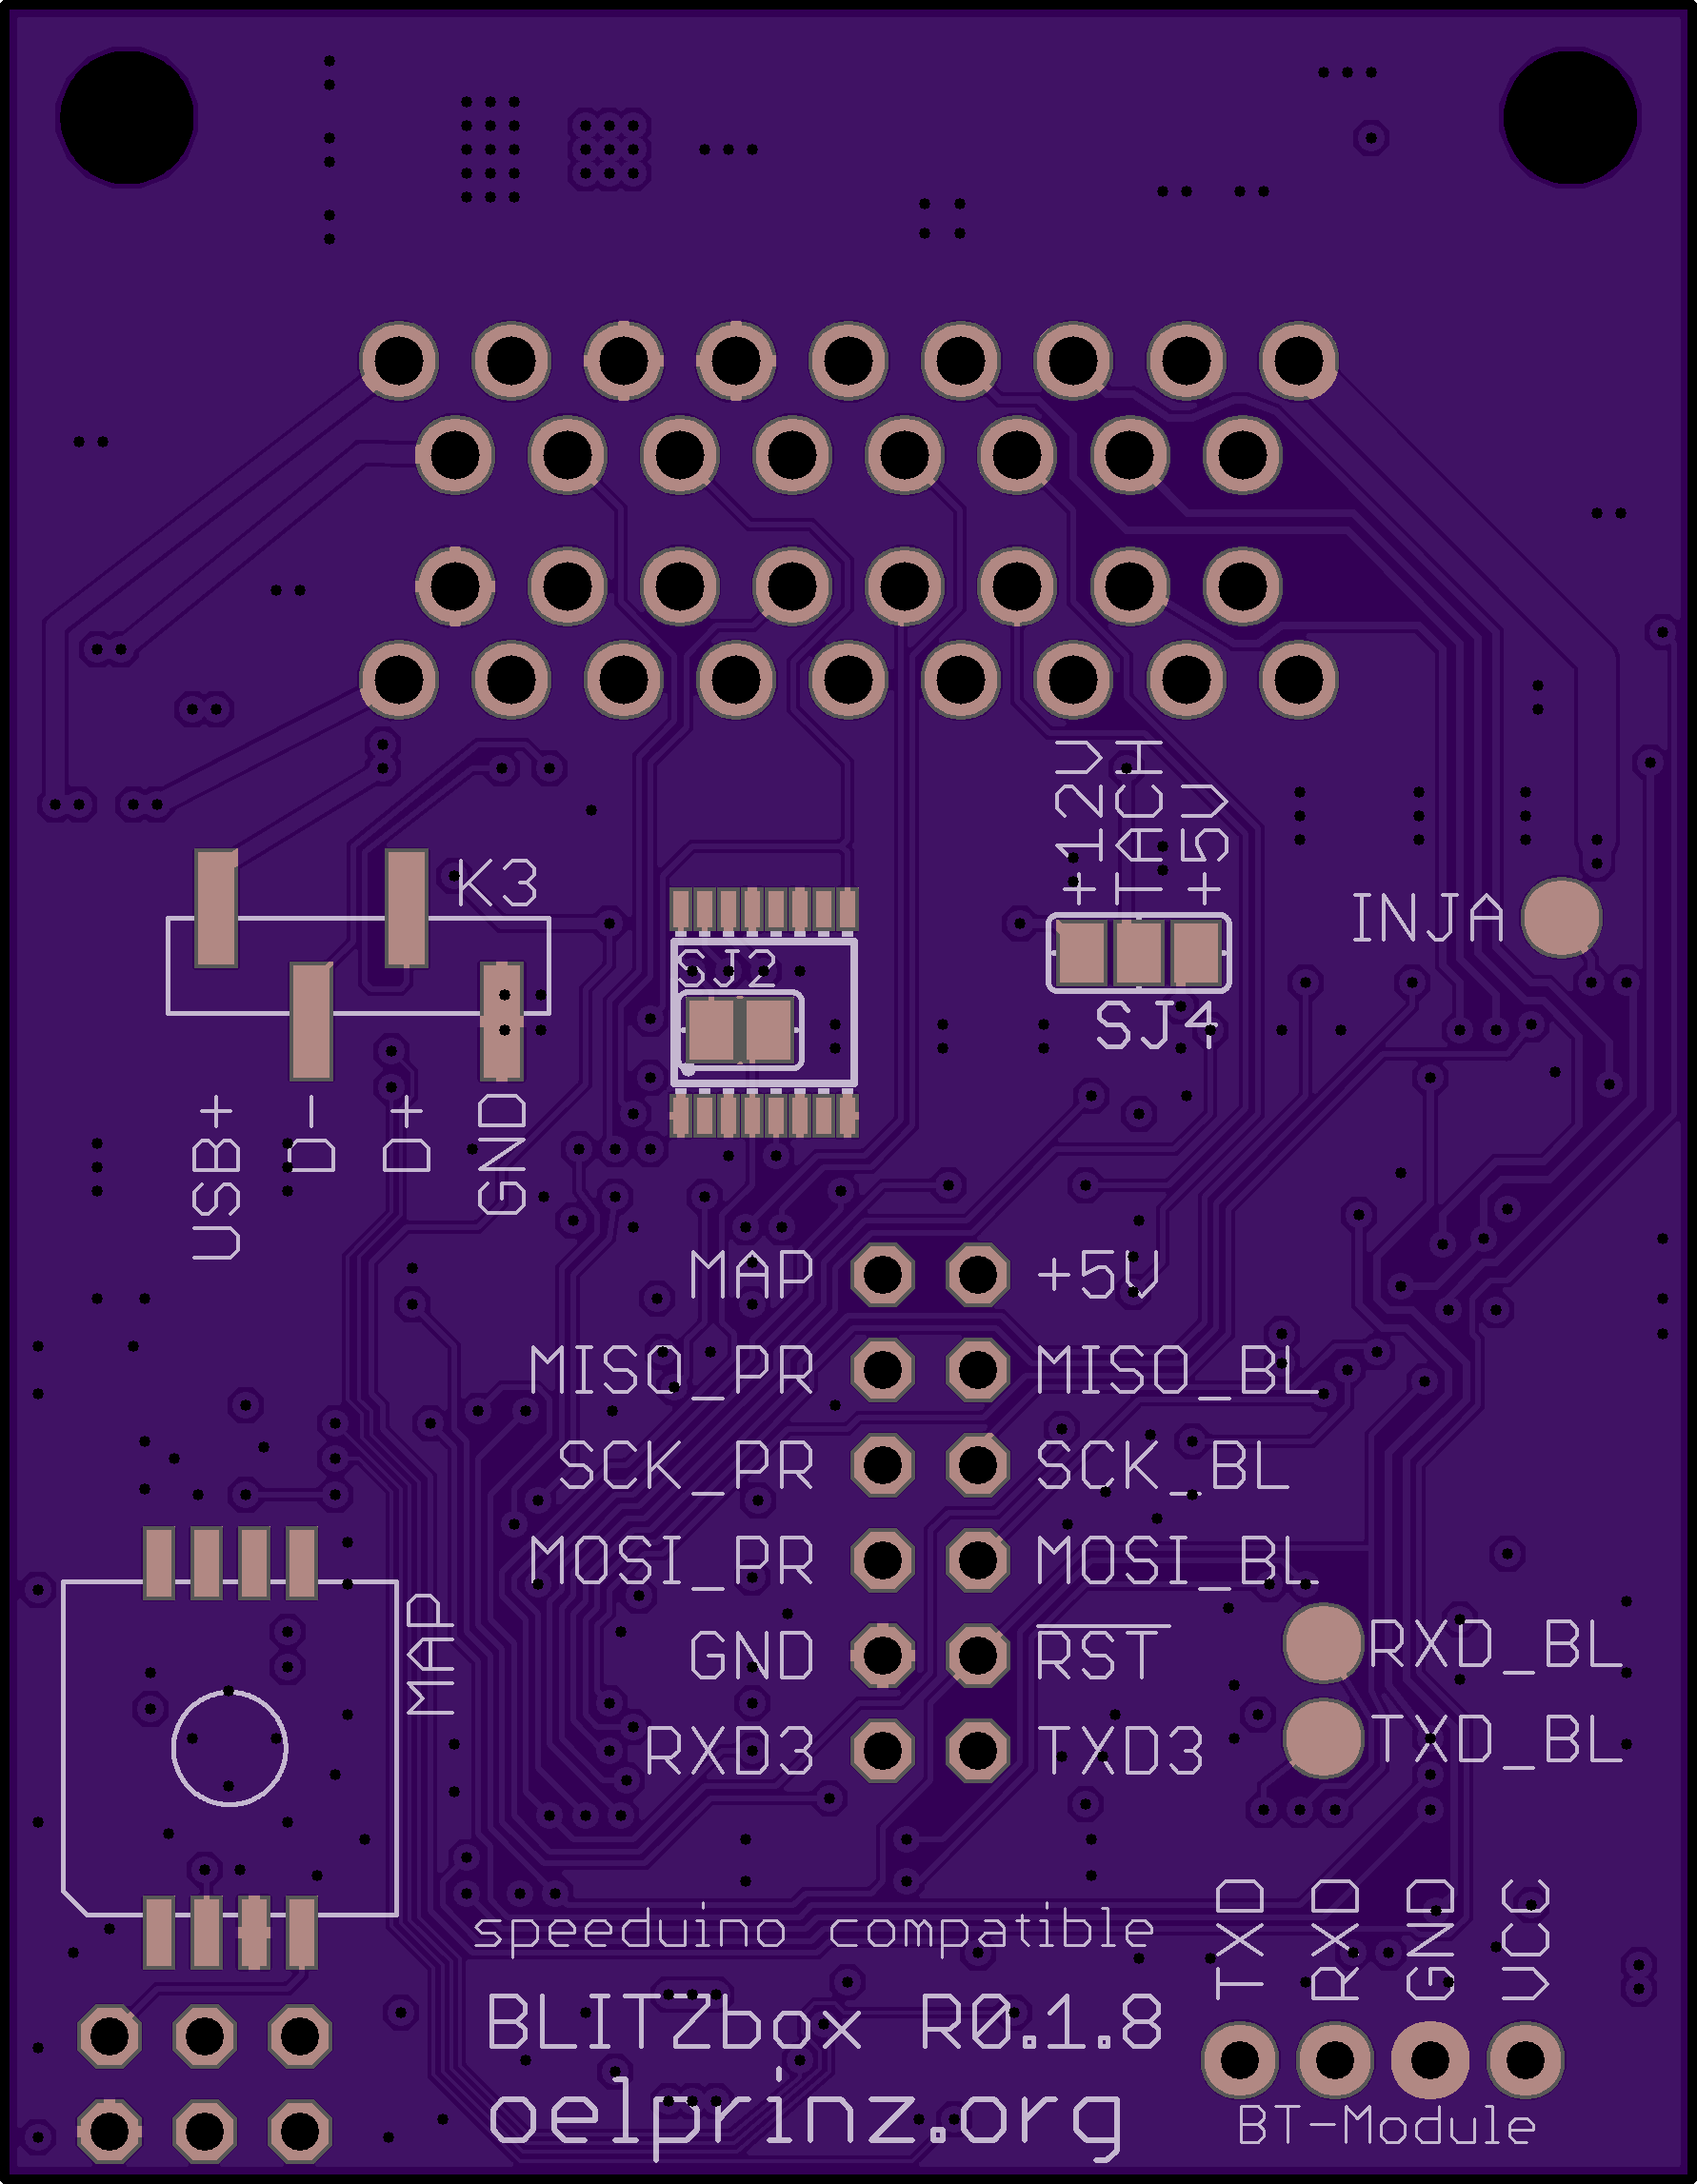 +12V
TACH
+5V
K3
INJA
SJ2
SJ4
USB+
D-
D+
GND
MAP
+5V
MISO_PR
MISO_BL
SCK_PR
SCK_BL
MOSI_PR
MOSI_BL
MAP
GND
RST
RXD_BL
RXD3
TXD3
TXD_BL
TXD
RXD
GND
VCC
speeduino compatible
BLITZbox R0.1.8
oelprinz.org
BT-Module